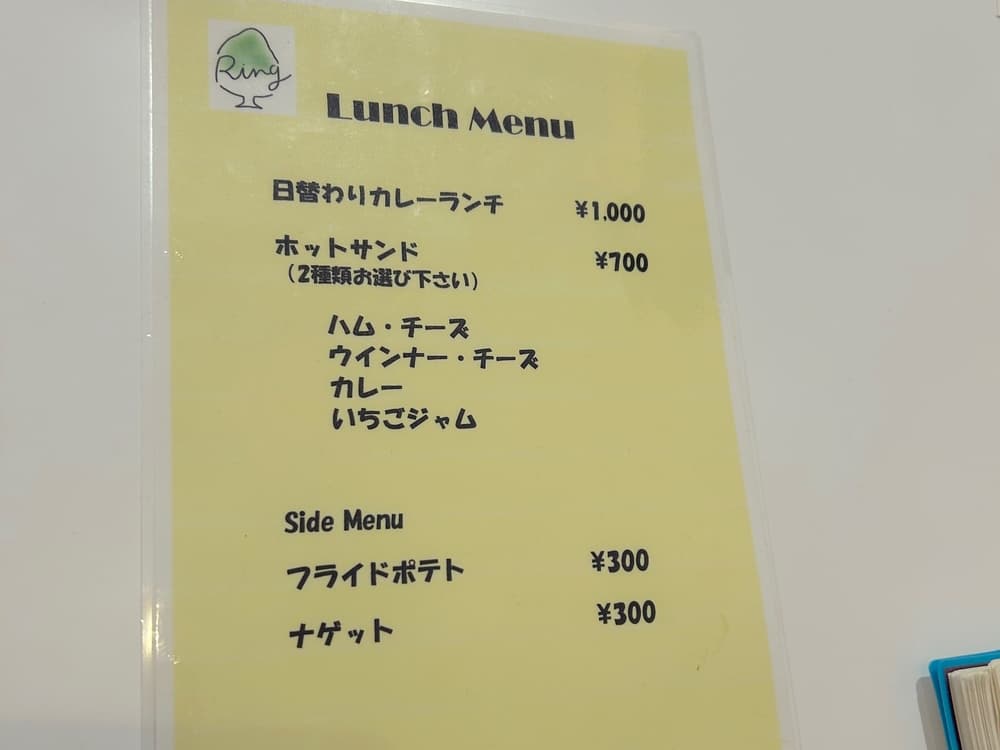 Ring
Lunch Menu
日替わりカレーランチ ¥1,000
ホットサンド ¥700
（2種類お選び下さい）
ハム・チーズ
ウインナー・チーズ
カレー
いちごジャム
Side Menu
フライドポテト ¥300
ナゲット ¥300